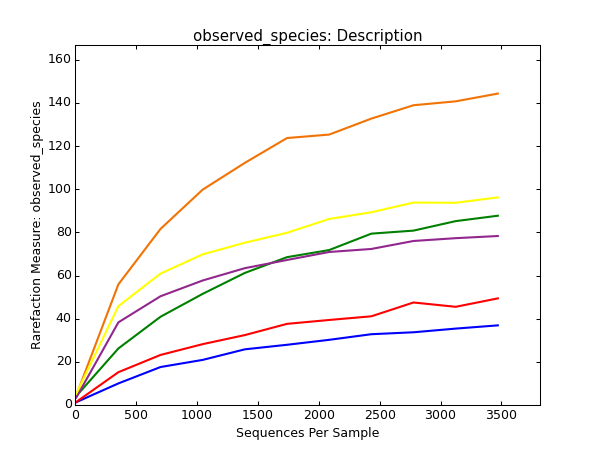 observed_species: Description
160
140
120
100
80
60
40
20
0
0 500 1000 1500 2000 2500 3000 3500
Rarefaction Measure: observed_species
Sequences Per Sample